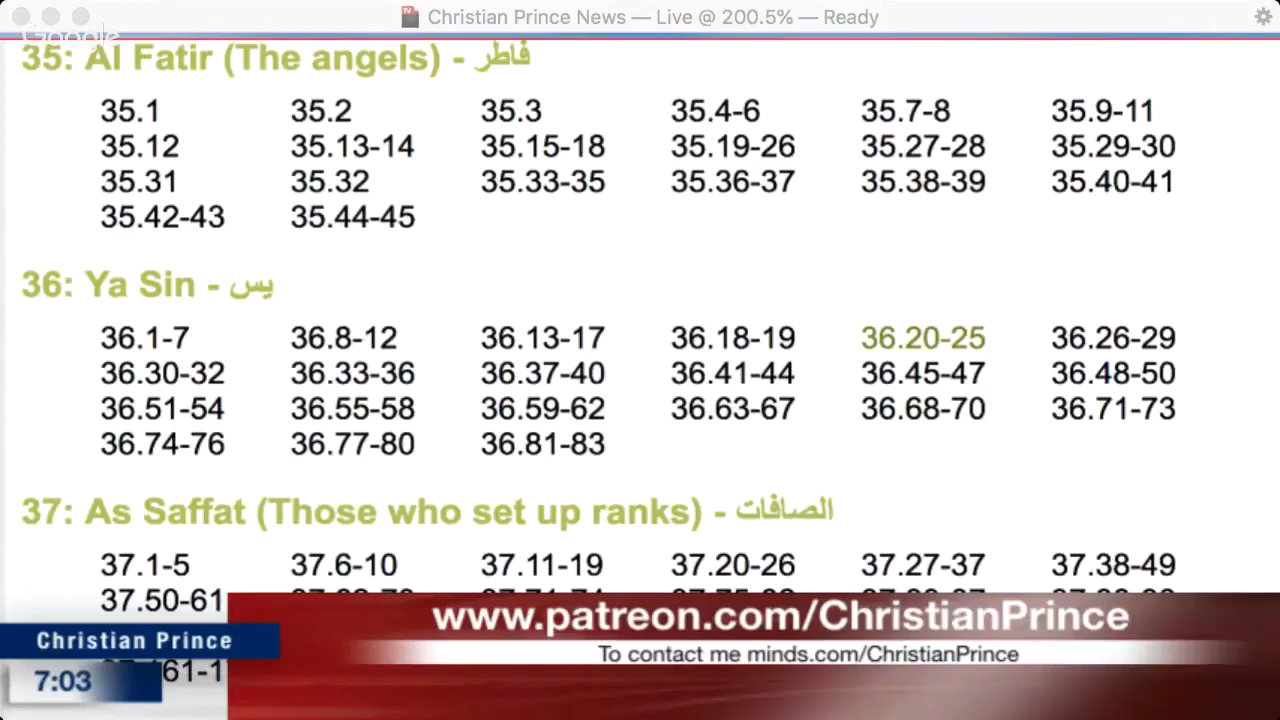 Christian Prince News — Live @ 200.5% — Ready
Google
35: Al Fatir (The angels) - فاطر
35.1 35.2 35.3 35.4-6 35.7-8 35.9-11
35.12 35.13-14 35.15-18 35.19-26 35.27-28 35.29-30
35.31 35.32 35.33-35 35.36-37 35.38-39 35.40-41
35.42-43 35.44-45
36: Ya Sin - يس
36.1-7 36.8-12 36.13-17 36.18-19 36.20-25 36.26-29
36.30-32 36.33-36 36.37-40 36.41-44 36.45-47 36.48-50
36.51-54 36.55-58 36.59-62 36.63-67 36.68-70 36.71-73
36.74-76 36.77-80 36.81-83
37: As Saffat (Those who set up ranks) - الصافات
37.1-5 37.6-10 37.11-19 37.20-26 37.27-37 37.38-49
37.50-61
www.patreon.com/ChristianPrince
Christian Prince
To contact me minds.com/ChristianPrince
7:03